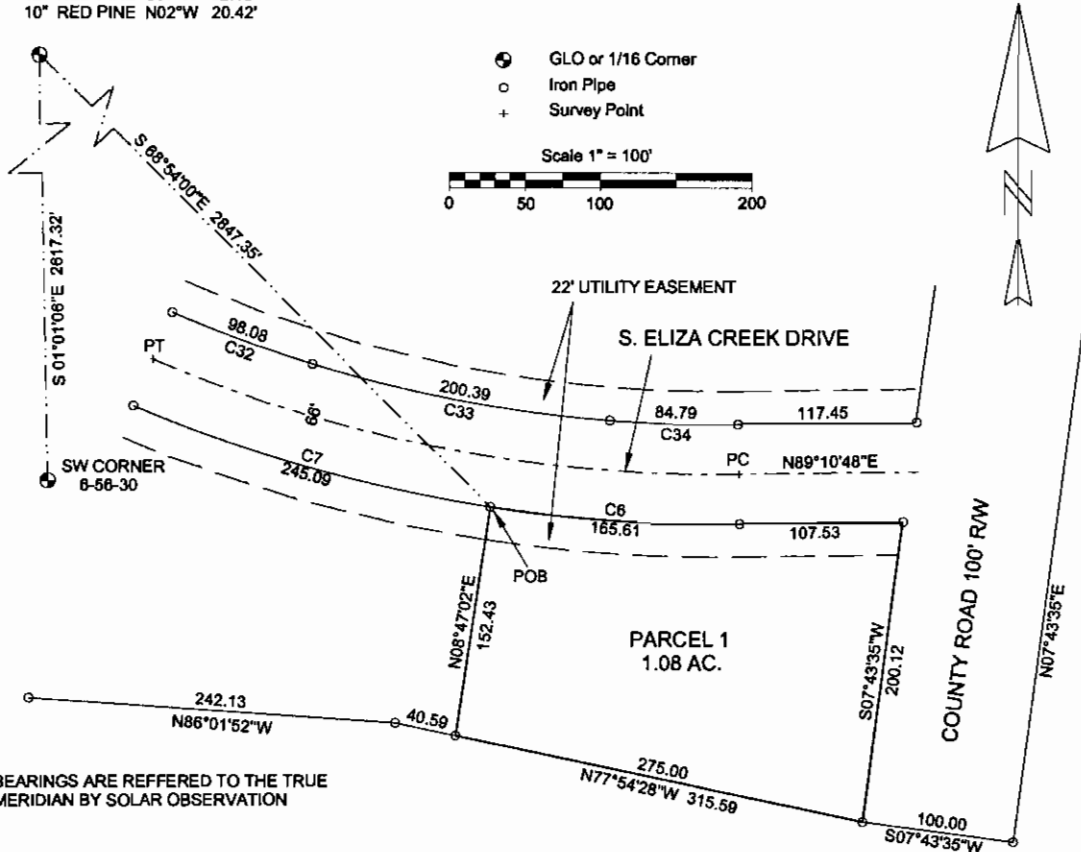 10" RED PINE N02°W 20.42'
GLO or 1/16 Corner
Iron Pipe
Survey Point
Scale 1" = 100'
0 50 100 200
N
S 68°54'00"E 2847.35'
S 01°01'06"E 2617.32'
22' UTILITY EASEMENT
S. ELIZA CREEK DRIVE
98.08
C32
PT
200.39
C33
84.79
C34
117.45
66'
PC
N89°10'48"E
C7
245.09
SW CORNER
6-56-30
C6
165.61
107.53
POB
N08°47'02"E
152.43
PARCEL 1
1.08 AC.
S07°43'35"W
200.12
COUNTY ROAD 100' R/W
N07°43'35"E
242.13
N86°01'52"W
40.59
275.00
N77°54'28"W 315.59
100.00
S07°43'35"W
BEARINGS ARE REFFERED TO THE TRUE
MERIDIAN BY SOLAR OBSERVATION